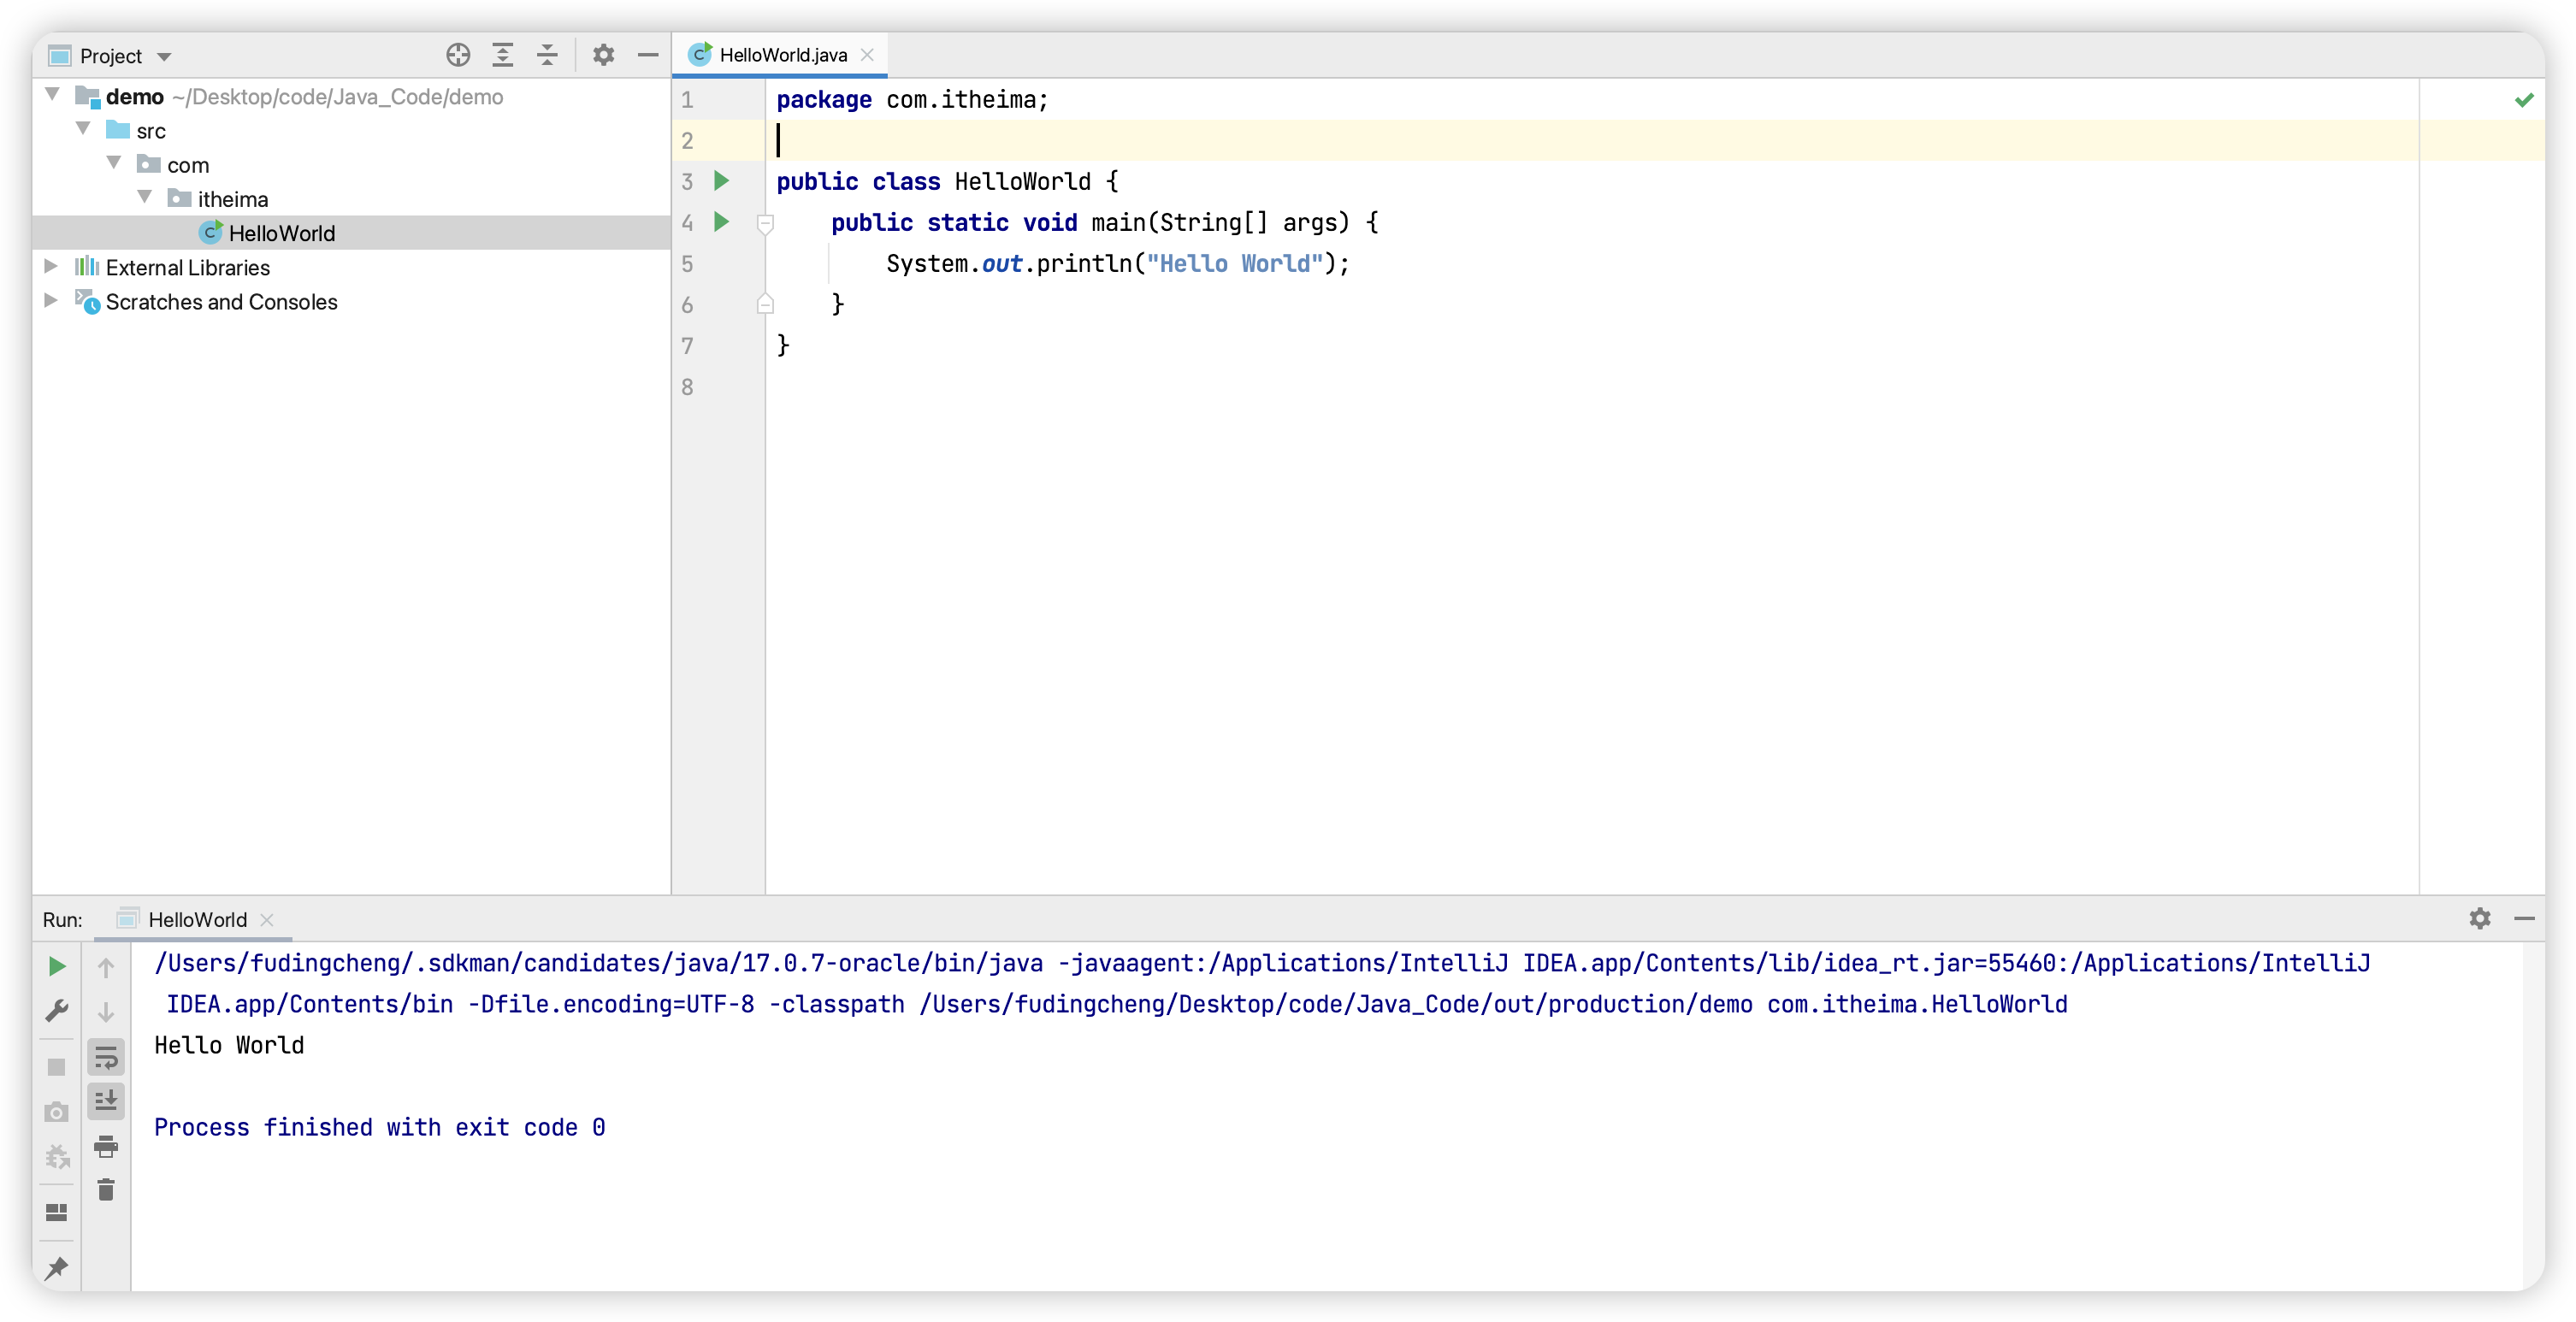 Project
demo ~/Desktop/code/Java_Code/demo
src
com
itheima
HelloWorld
External Libraries
Scratches and Consoles
HelloWorld.java
1 package com.itheima;
2
3 public class HelloWorld {
4     public static void main(String[] args) {
5         System.out.println("Hello World");
6     }
7 }
8
Run: HelloWorld
/Users/fudingcheng/.sdkman/candidates/java/17.0.7-oracle/bin/java -javaagent:/Applications/IntelliJ IDEA.app/Contents/lib/idea_rt.jar=55460:/Applications/IntelliJ
IDEA.app/Contents/bin -Dfile.encoding=UTF-8 -classpath /Users/fudingcheng/Desktop/code/Java_Code/out/production/demo com.itheima.HelloWorld
Hello World
Process finished with exit code 0